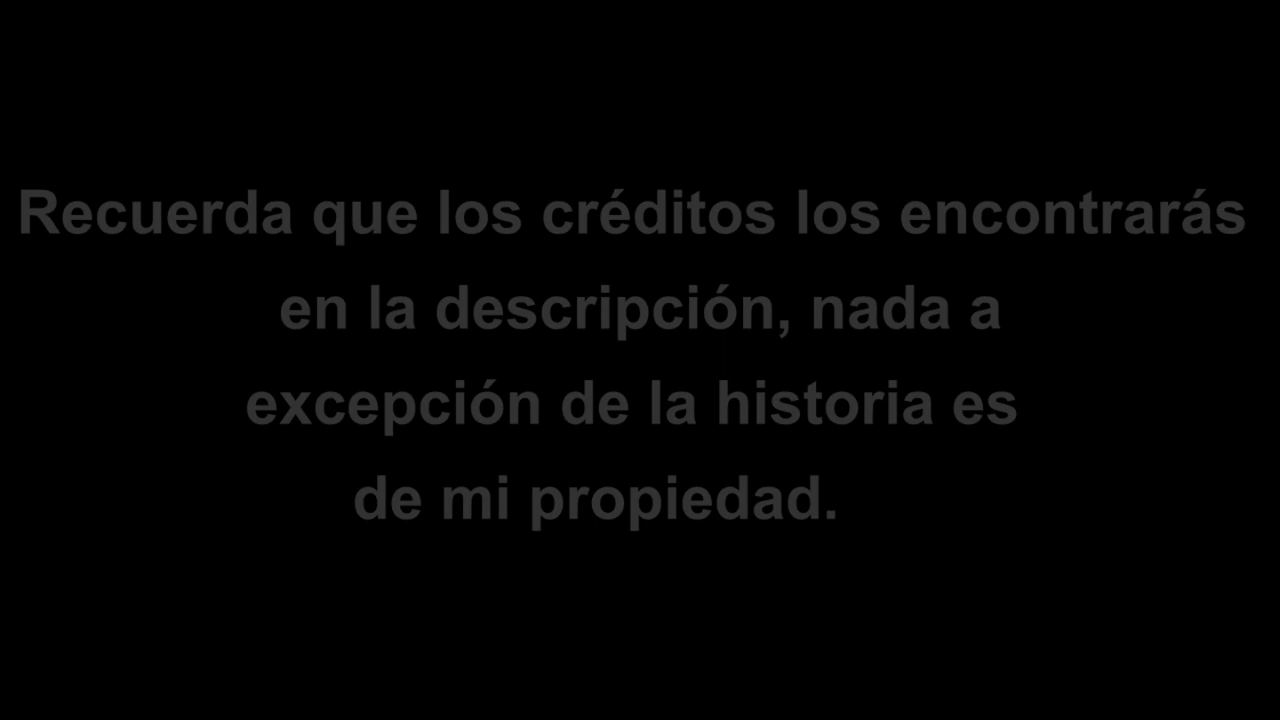 Recuerda que los créditos los encontrarás
en la descripción, nada a
excepción de la historia es
de mi propiedad.